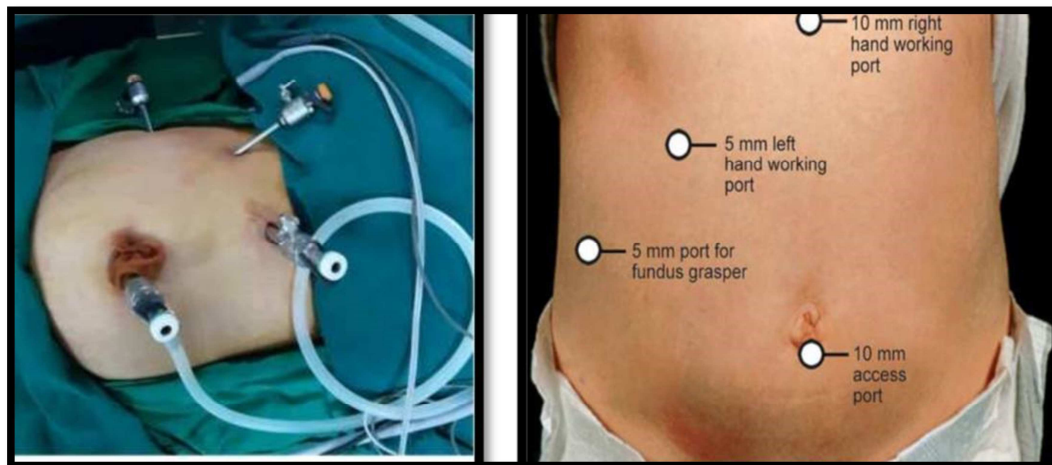 10 mm right
hand working
port
5 mm left
hand working
port
5 mm port for
fundus grasper
10 mm
access
port